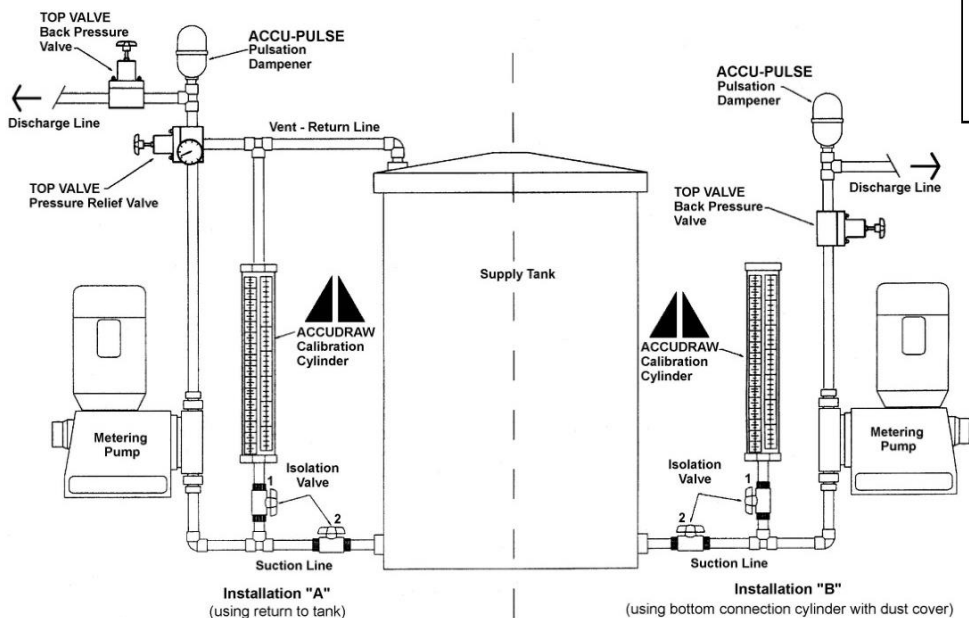 TOP VALVE
Back Pressure
Valve
ACCU-PULSE
Pulsation
Dampener
Discharge Line
Vent - Return Line
TOP VALVE
Pressure Relief Valve
ACCUDRAW
Calibration
Cylinder
Metering
Pump
Isolation
Valve
1
2
Suction Line
Installation "A"
(using return to tank)
Supply Tank
ACCU-PULSE
Pulsation
Dampener
Discharge Line
TOP VALVE
Back Pressure
Valve
ACCUDRAW
Calibration
Cylinder
Metering
Pump
Isolation
Valve
1
2
Suction Line
Installation "B"
(using bottom connection cylinder with dust cover)